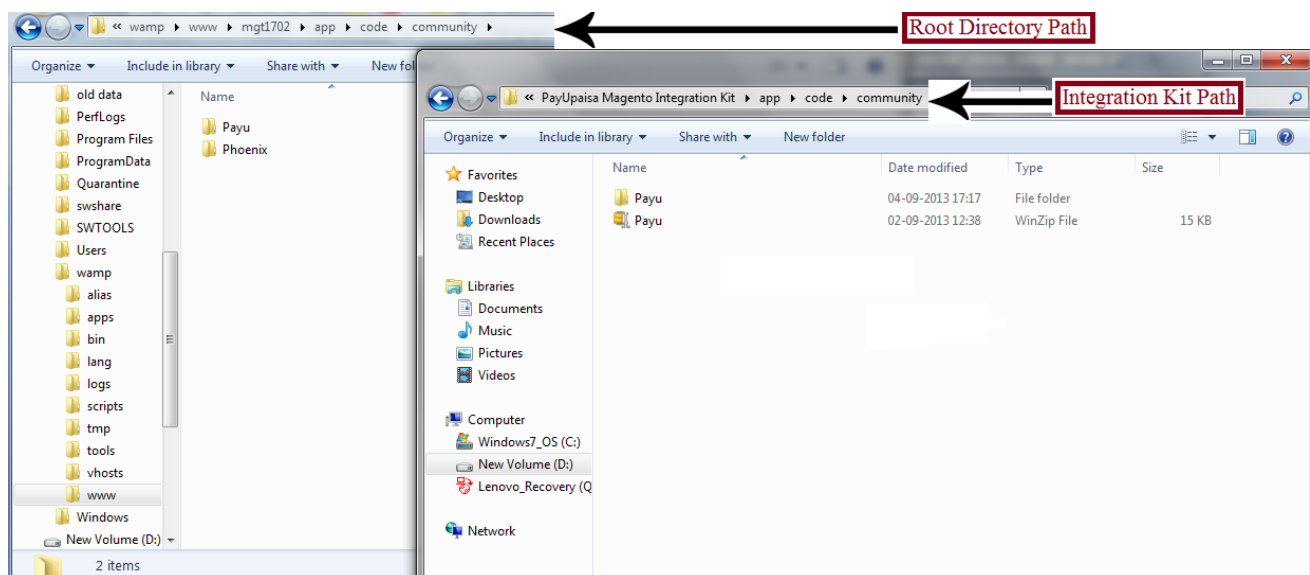 « wamp ▸ www ▸ mgt1702 ▸ app ▸ code ▸ community ▸
Root Directory Path
Organize ▾ Include in library ▾ Share with ▾ New fol
old data
PerfLogs
Program Files
ProgramData
Quarantine
swshare
SWTOOLS
Users
wamp
alias
apps
bin
lang
logs
scripts
tmp
tools
vhosts
www
Windows
New Volume (D:)
Name
Payu
Phoenix
2 items
« PayUpaisa Magento Integration Kit ▸ app ▸ code ▸ community
Integration Kit Path
Organize ▾ Include in library ▾ Share with ▾ New folder
Favorites
Desktop
Downloads
Recent Places
Libraries
Documents
Music
Pictures
Videos
Computer
Windows7_OS (C:)
New Volume (D:)
Lenovo_Recovery (Q
Network
Name Date modified Type Size
Payu 04-09-2013 17:17 File folder
Payu 02-09-2013 12:38 WinZip File 15 KB